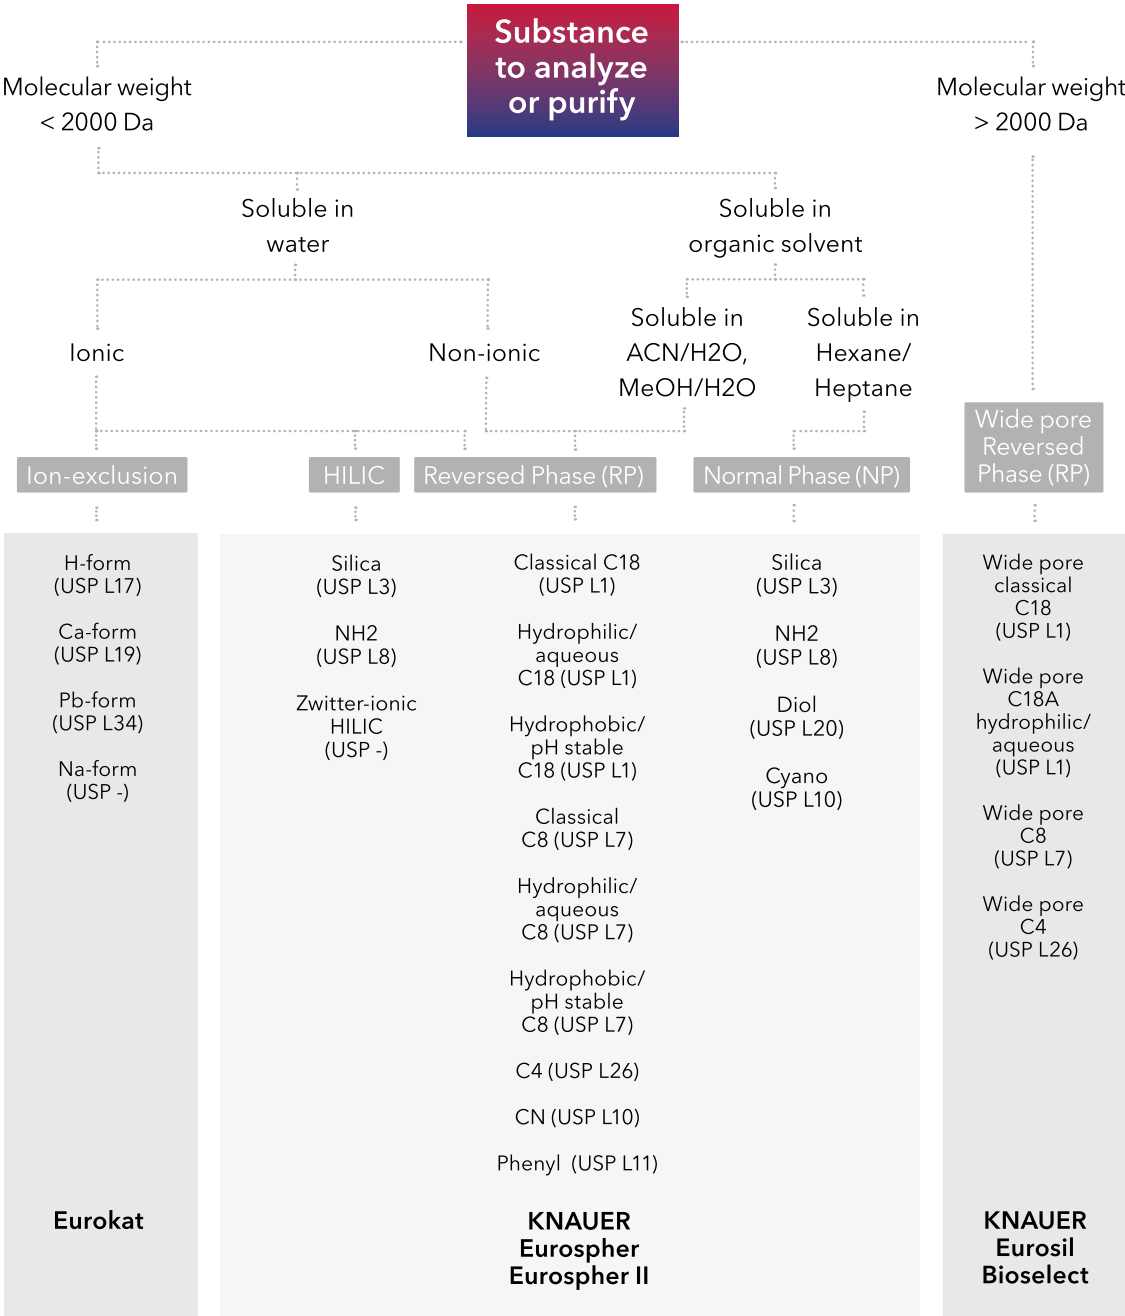 Substance
to analyze
or purify
Molecular weight
< 2000 Da
Molecular weight
> 2000 Da
Soluble in
water
Soluble in
organic solvent
Ionic
Non-ionic
Soluble in
ACN/H2O,
MeOH/H2O
Soluble in
Hexane/
Heptane
Ion-exclusion
HILIC
Reversed Phase (RP)
Normal Phase (NP)
Wide pore
Reversed
Phase (RP)
H-form
(USP L17)
Ca-form
(USP L19)
Pb-form
(USP L34)
Na-form
(USP -)
Eurokat
Silica
(USP L3)
NH2
(USP L8)
Zwitter-ionic
HILIC
(USP -)
Classical C18
(USP L1)
Hydrophilic/
aqueous
C18 (USP L1)
Hydrophobic/
pH stable
C18 (USP L1)
Classical
C8 (USP L7)
Hydrophilic/
aqueous
C8 (USP L7)
Hydrophobic/
pH stable
C8 (USP L7)
C4 (USP L26)
CN (USP L10)
Phenyl (USP L11)
Silica
(USP L3)
NH2
(USP L8)
Diol
(USP L20)
Cyano
(USP L10)
KNAUER
Eurospher
Eurospher II
Wide pore
classical
C18
(USP L1)
Wide pore
C18A
hydrophilic/
aqueous
(USP L1)
Wide pore
C8
(USP L7)
Wide pore
C4
(USP L26)
KNAUER
Eurosil
Bioselect